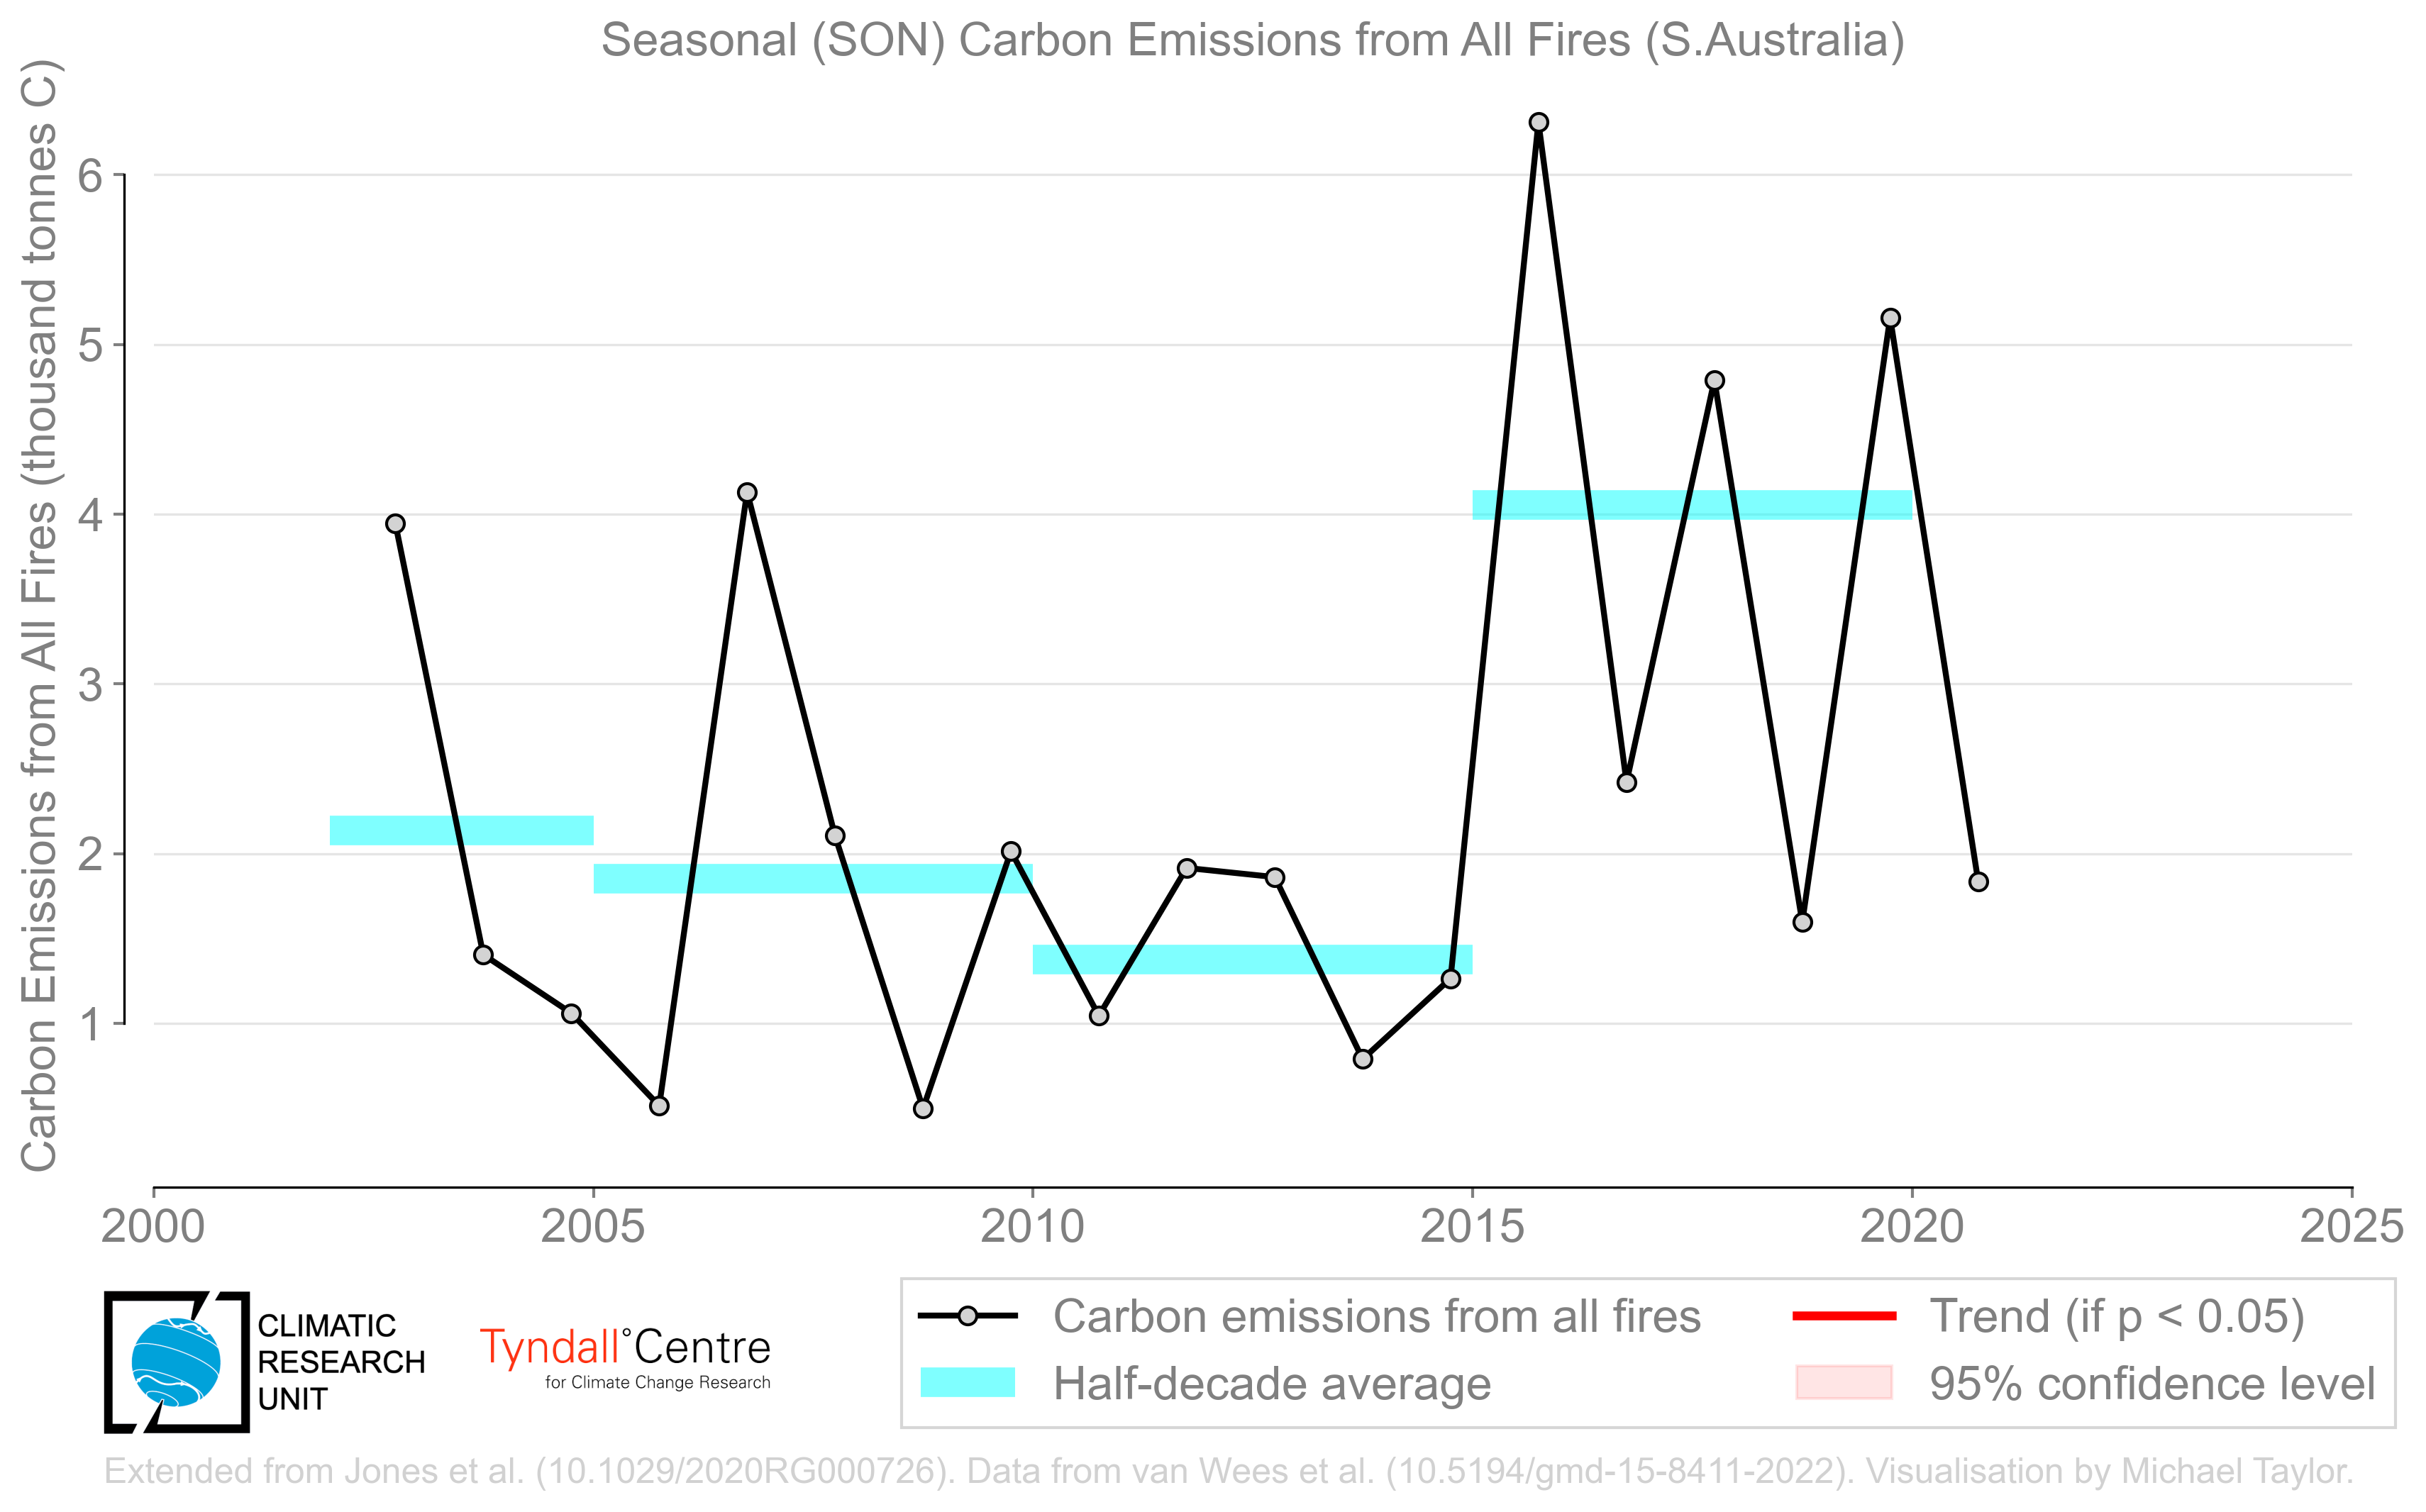 Seasonal (SON) Carbon Emissions from All Fires (S.Australia)
Carbon Emissions from All Fires (thousand tonnes C)
6
5
4
3
2
1
2000 2005 2010 2015 2020 2025
CLIMATIC
RESEARCH
UNIT
Tyndall°Centre
for Climate Change Research
Carbon emissions from all fires
Half-decade average
Trend (if p < 0.05)
95% confidence level
Extended from Jones et al. (10.1029/2020RG000726). Data from van Wees et al. (10.5194/gmd-15-8411-2022). Visualisation by Michael Taylor.